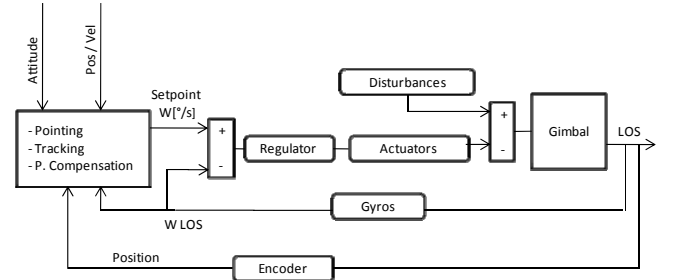 Attitude
Pos / Vel
Disturbances
Setpoint
W[°/s]
- Pointing
- Tracking
- P. Compensation
+
-
Regulator
Actuators
+
-
Gimbal
LOS
Gyros
W LOS
Position
Encoder